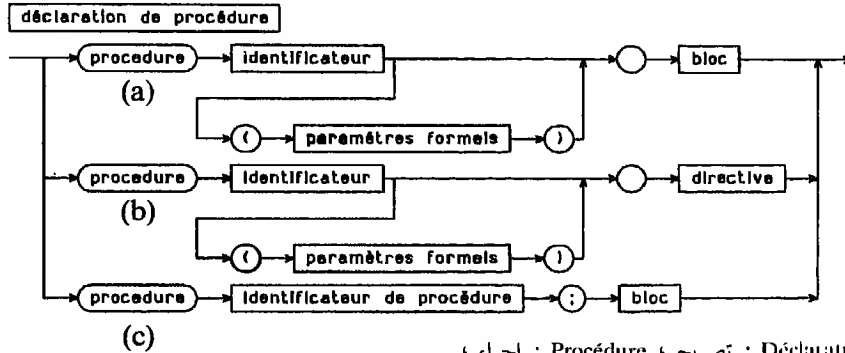 déclaration de procédure
procedure identificateur bloc
(a)
( paramètres formels )
procedure identificateur directive
(b)
( paramètres formels )
procedure identificateur de procédure ; bloc
(c)
: Procédure : Déclarat